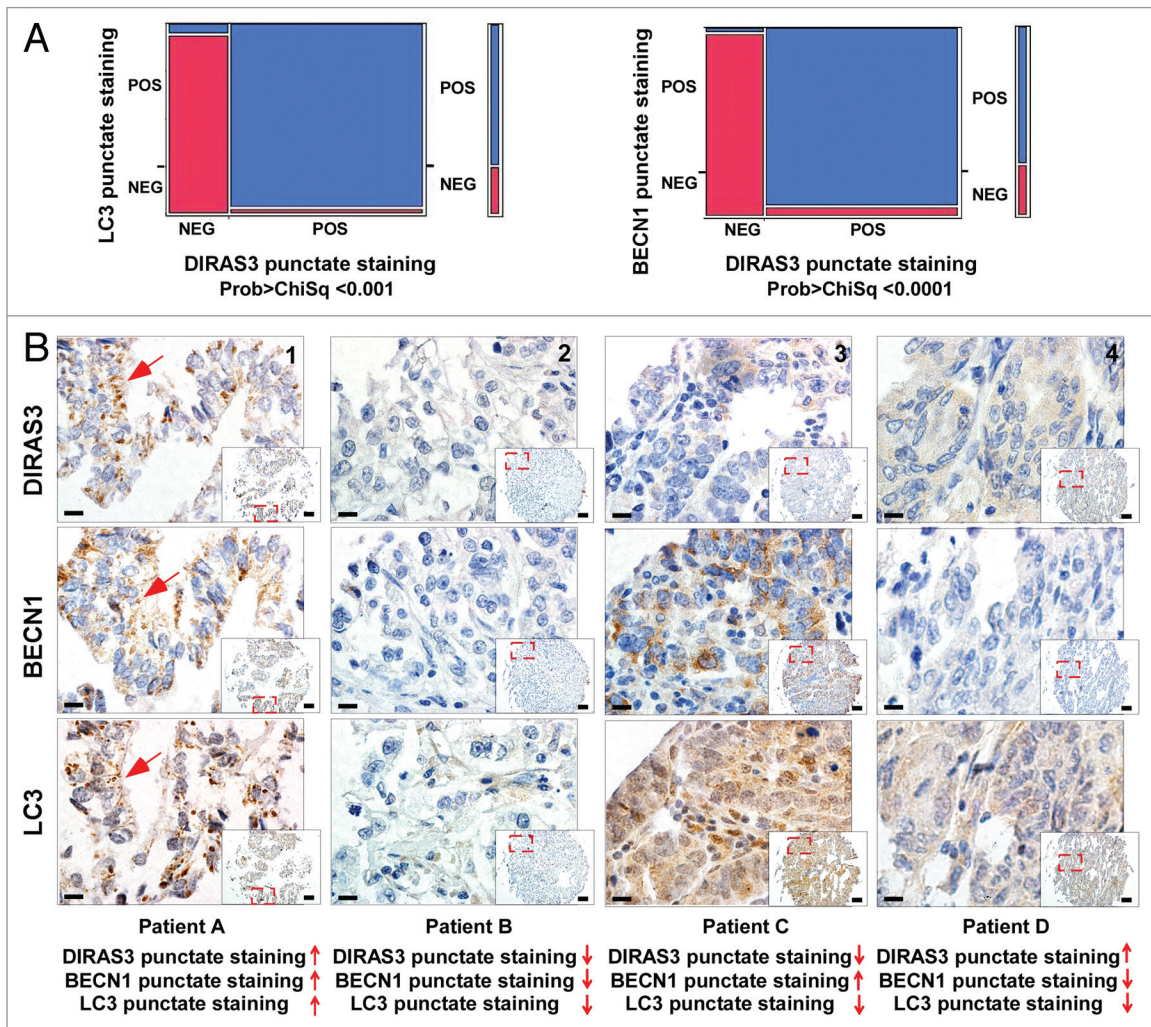 A
LC3 punctate staining
POS
NEG
NEG
POS
POS
NEG
DIRAS3 punctate staining
Prob>ChiSq <0.001
BECN1 punctate staining
POS
NEG
NEG
POS
POS
NEG
DIRAS3 punctate staining
Prob>ChiSq <0.0001
B
1
2
3
4
DIRAS3
BECN1
LC3
Patient A
DIRAS3 punctate staining ↑
BECN1 punctate staining ↑
LC3 punctate staining ↑
Patient B
DIRAS3 punctate staining ↓
BECN1 punctate staining ↓
LC3 punctate staining ↓
Patient C
DIRAS3 punctate staining ↓
BECN1 punctate staining ↑
LC3 punctate staining ↓
Patient D
DIRAS3 punctate staining ↑
BECN1 punctate staining ↓
LC3 punctate staining ↓